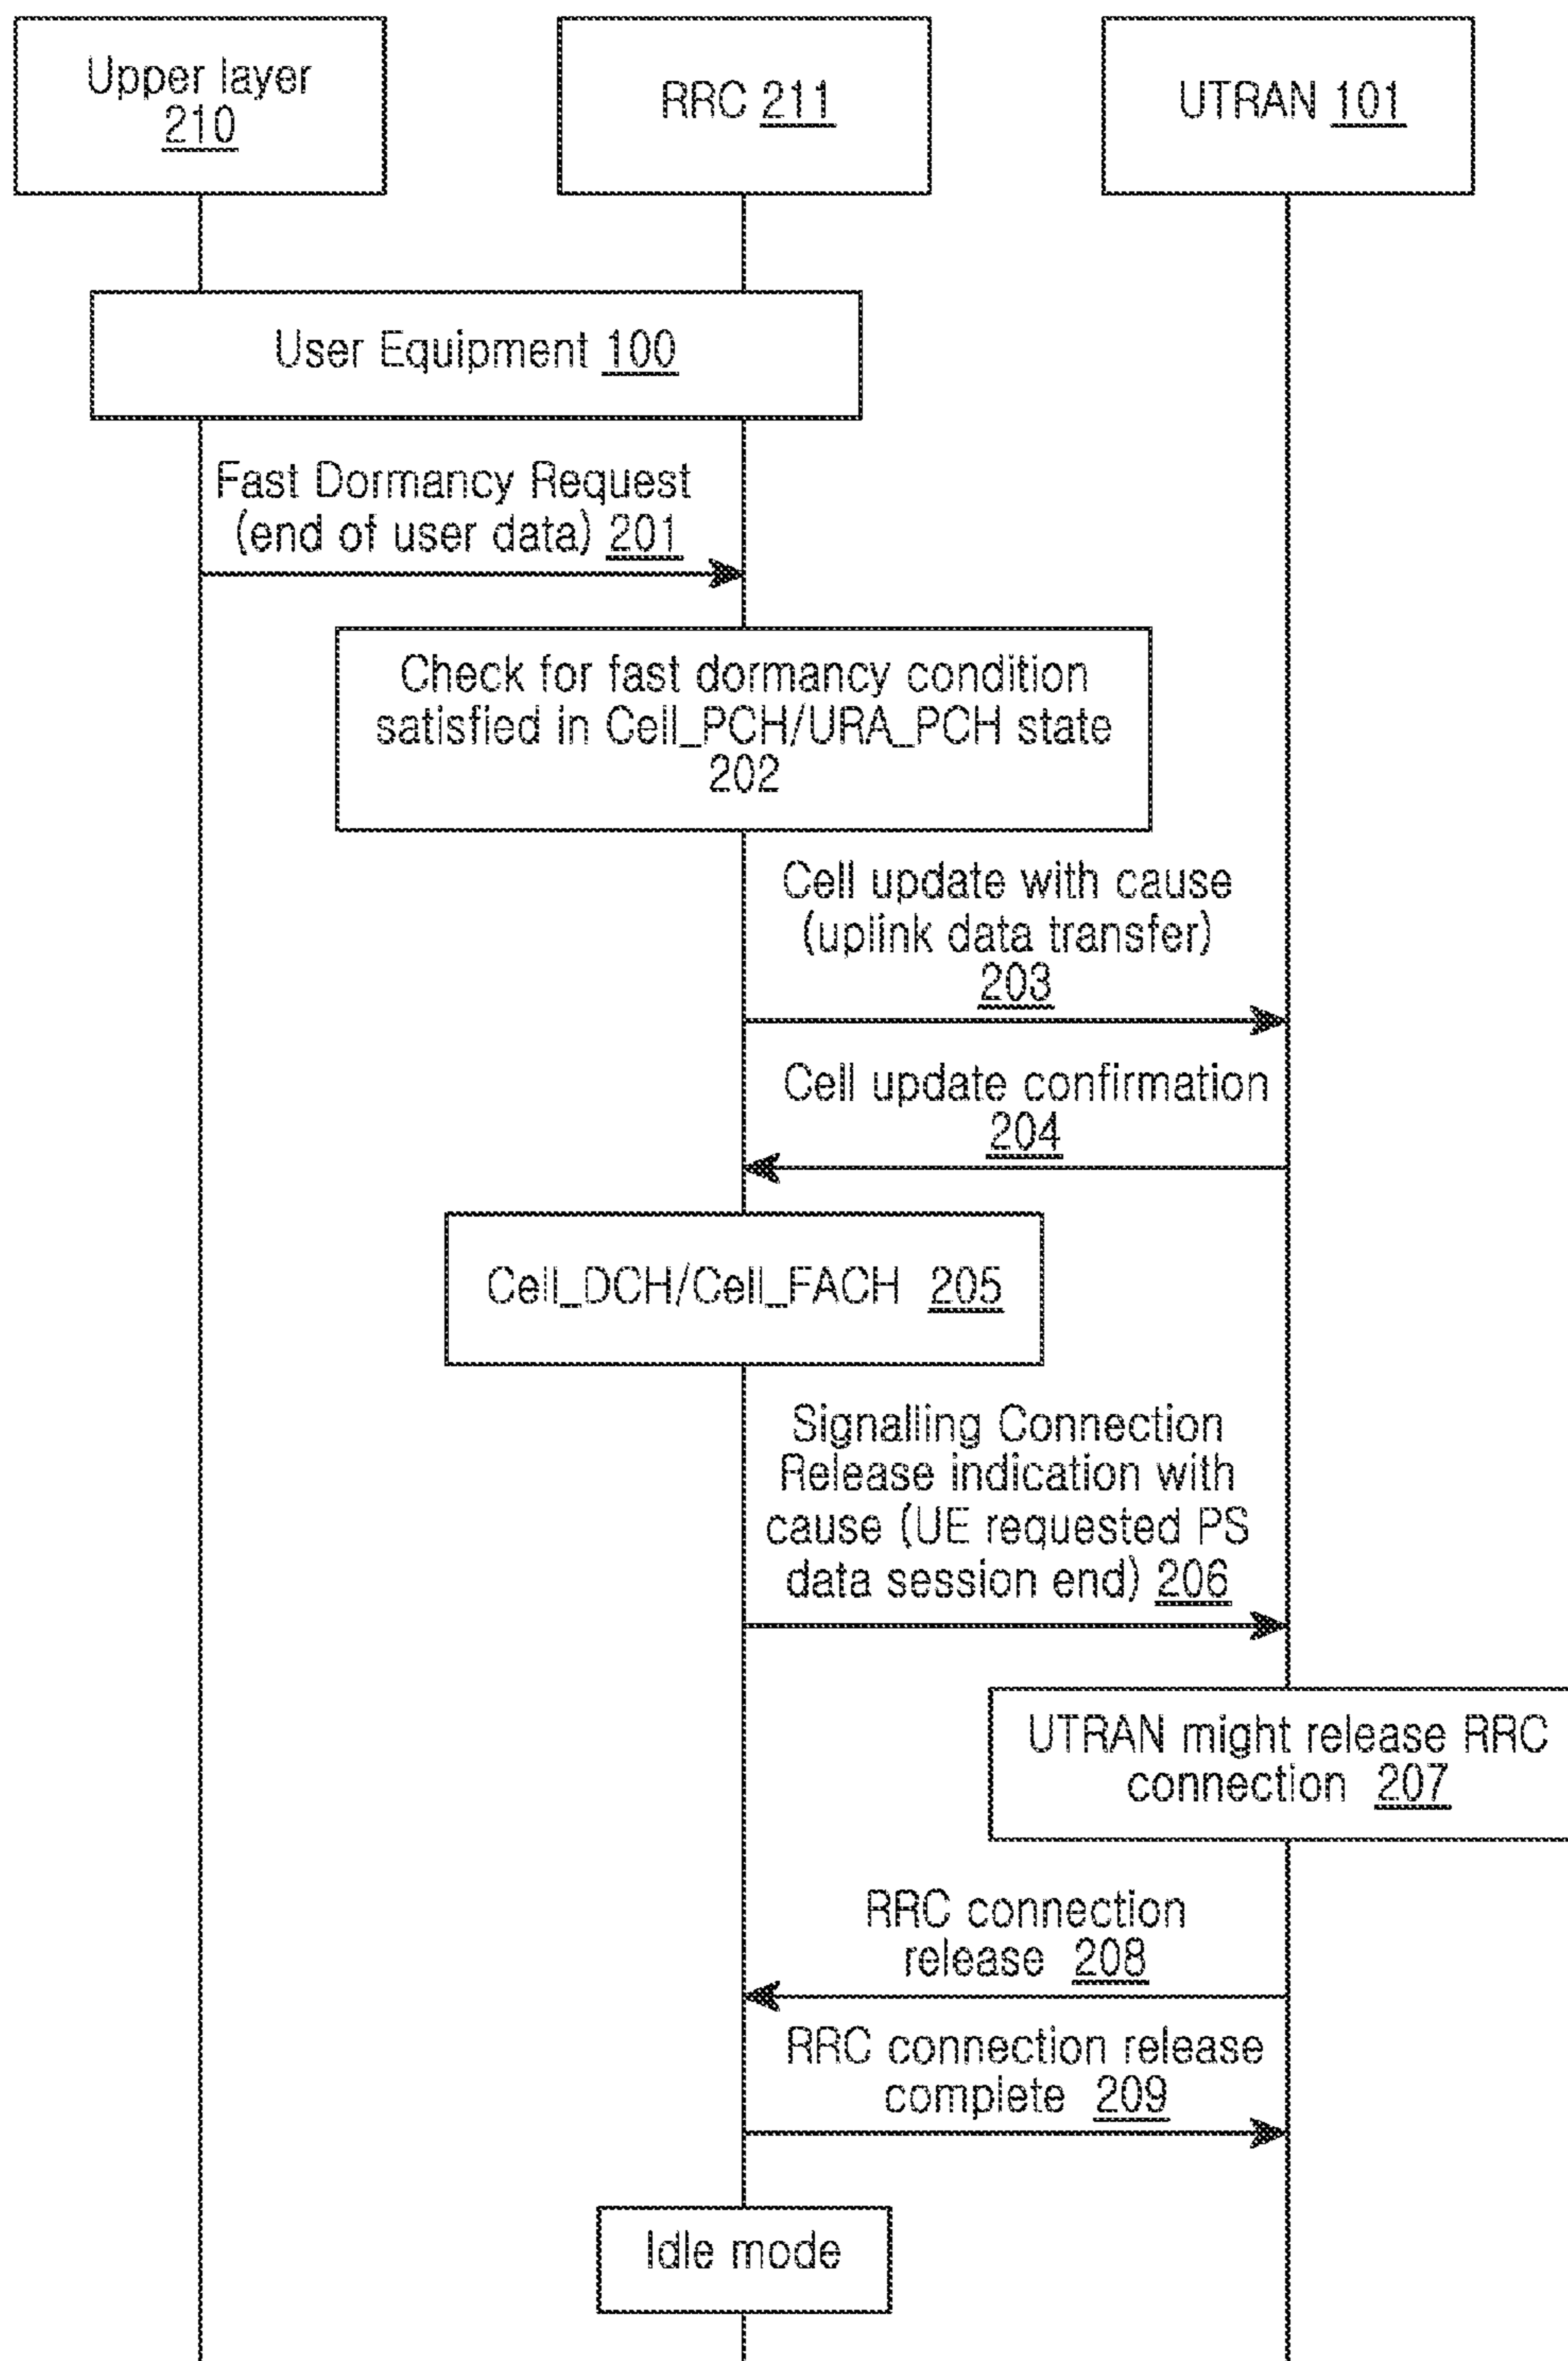 Upper layer
210
RRC 211
UTRAN 101
User Equipment 100
Fast Dormancy Request
(end of user data) 201
Check for fast dormancy condition
satisfied in Cell_PCH/URA_PCH state
202
Cell update with cause
(uplink data transfer)
203
Cell update confirmation
204
Cell_DCH/Cell_FACH 205
Signalling Connection
Release indication with
cause (UE requested PS
data session end) 206
UTRAN might release RRC
connection 207
RRC connection
release 208
RRC connection release
complete 209
Idle mode